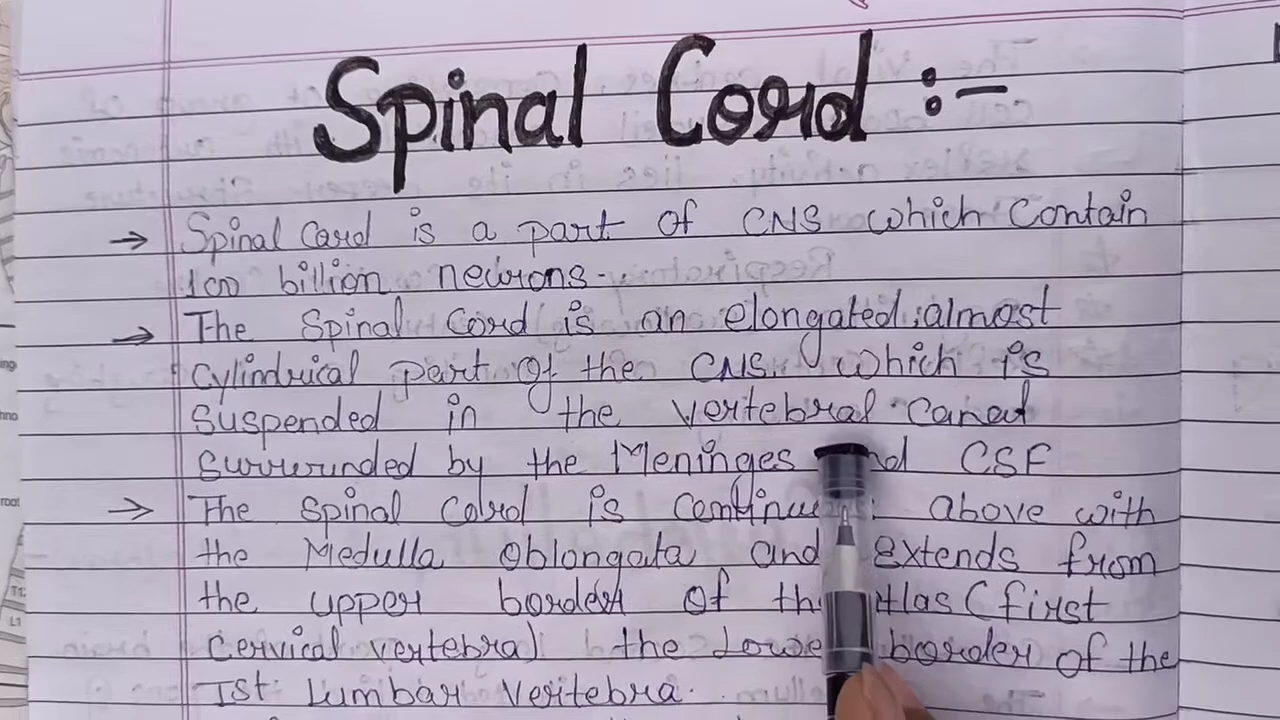 Spinal Cord :-
→ Spinal Cord is a part of CNS which Contain
100 billion neurons.
→ The Spinal Cord is an elongated, almost
Cylindrical part of the CNS. which is
Suspended in the vertebral canal
Surrounded by the Meninges and CSF
→ The Spinal Cord is above with
the Medulla oblongata and extends from
the upper border of the Atlas (first
Cervical vertebra) the Lower border of the
Ist Lumbar Vertebra.